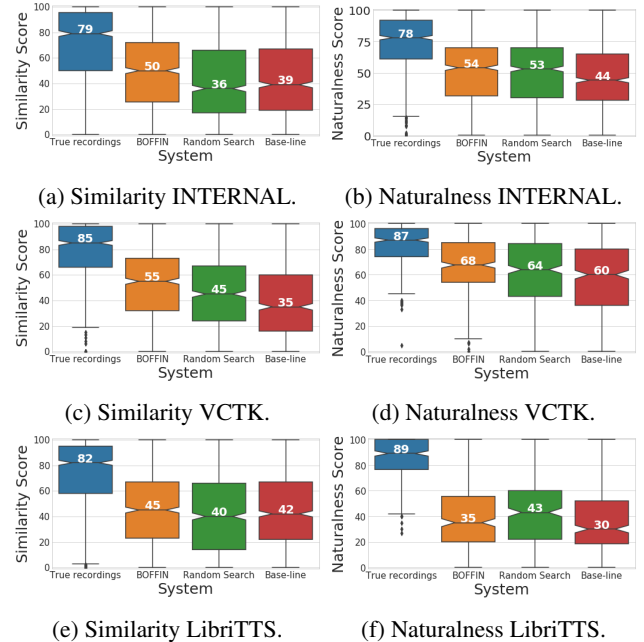 Similarity Score
100
80
60
40
20
0
79
50
36
39
True recordings BOFFIN Random Search Base-line
System
(a) Similarity INTERNAL.
Naturalness Score
100
75
50
25
0
78
54
53
44
True recordings BOFFIN Random Search Base-line
System
(b) Naturalness INTERNAL.
Similarity Score
100
80
60
40
20
0
85
55
45
35
True recordings BOFFIN Random Search Base-line
System
(c) Similarity VCTK.
Naturalness Score
100
80
60
40
20
0
87
68
64
60
True recordings BOFFIN Random Search Base-line
System
(d) Naturalness VCTK.
Similarity Score
100
80
60
40
20
0
82
45
40
42
True recordings BOFFIN Random Search Base-line
System
(e) Similarity LibriTTS.
Naturalness Score
100
80
60
40
20
0
89
35
43
30
True recordings BOFFIN Random Search Base-line
System
(f) Naturalness LibriTTS.